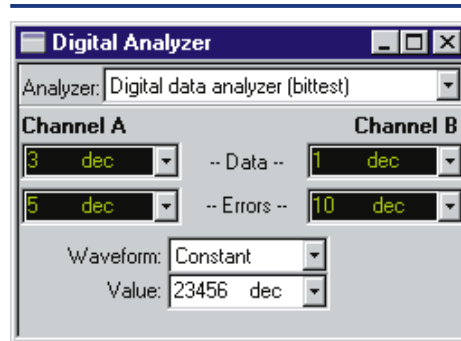 Digital Analyzer
Analyzer: Digital data analyzer (bittest)
Channel A Channel B
3 dec -- Data -- 1 dec
5 dec -- Errors -- 10 dec
Waveform: Constant
Value: 23456 dec